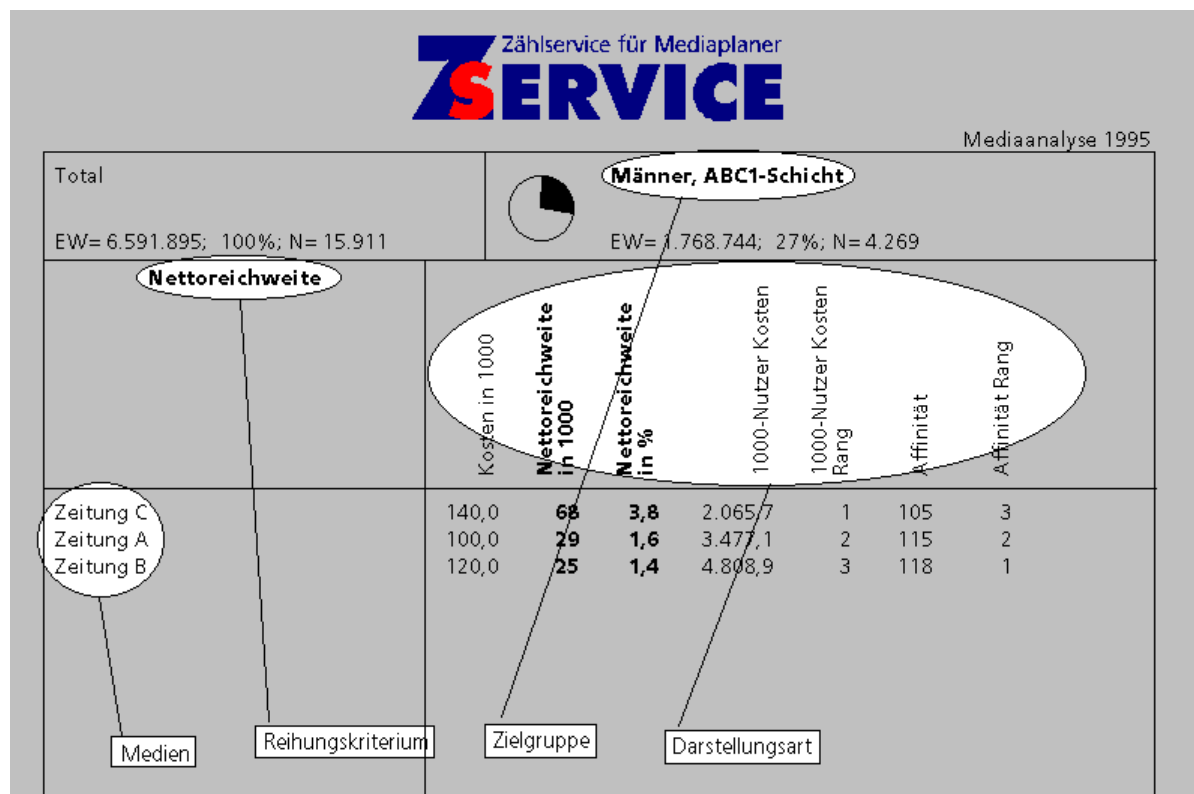 Zählservice für Mediaplaner
ZSERVICE
Mediaanalyse 1995
Total
Männer, ABC1-Schicht
EW= 6.591.895; 100%; N= 15.911
EW= 1.768.744; 27%; N= 4.269
Nettoreichweite
Kosten in 1000
Nettoreichweite
in 1000
Nettoreichweite
in %
1000-Nutzer Kosten
1000-Nutzer Kosten
Rang
Affinität
Affinität Rang
Zeitung C 140,0 68 3,8 2.065,7 1 105 3
Zeitung A 100,0 29 1,6 3.477,1 2 115 2
Zeitung B 120,0 25 1,4 4.808,9 3 118 1
Medien
Reihungskriterium
Zielgruppe
Darstellungsart